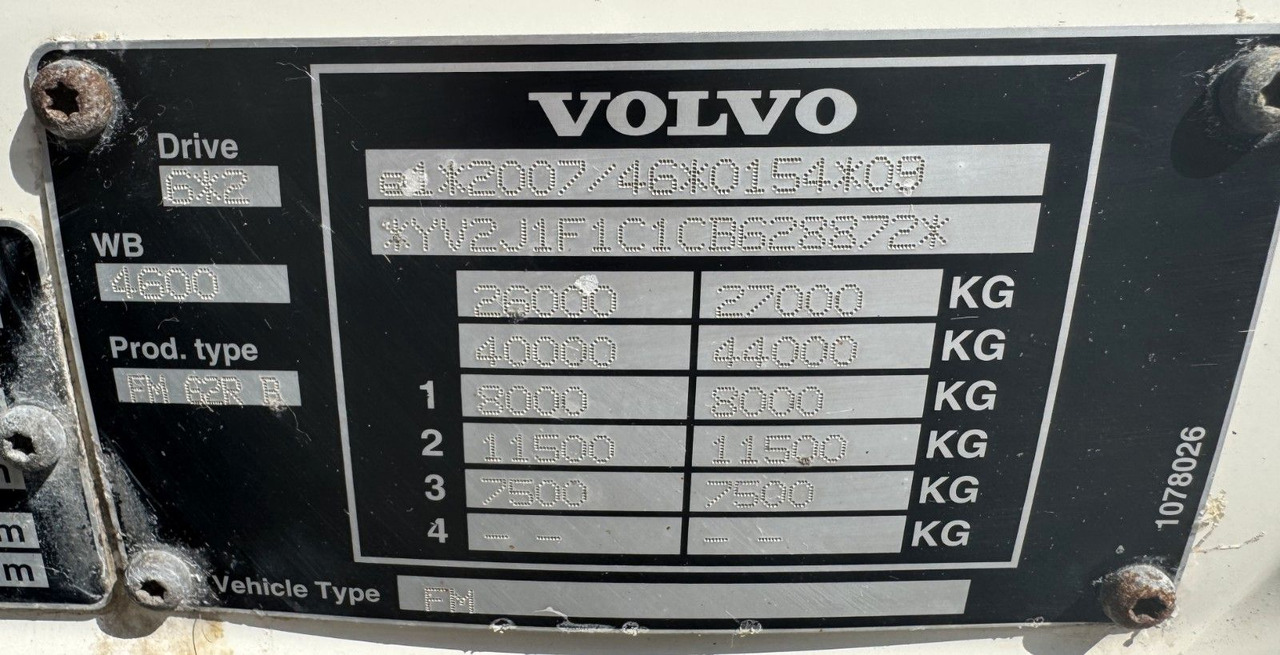 VOLVO
Drive
6*2
WB
4600
Prod. type
FM 62R B
e1*2007/46*0154*09
*YV2J1F1C1CB628872*
26000 27000 KG
40000 44000 KG
1 8000 8000 KG
2 11500 11500 KG
3 7500 7500 KG
4 -- -- KG
Vehicle Type FM
1078026
m
m